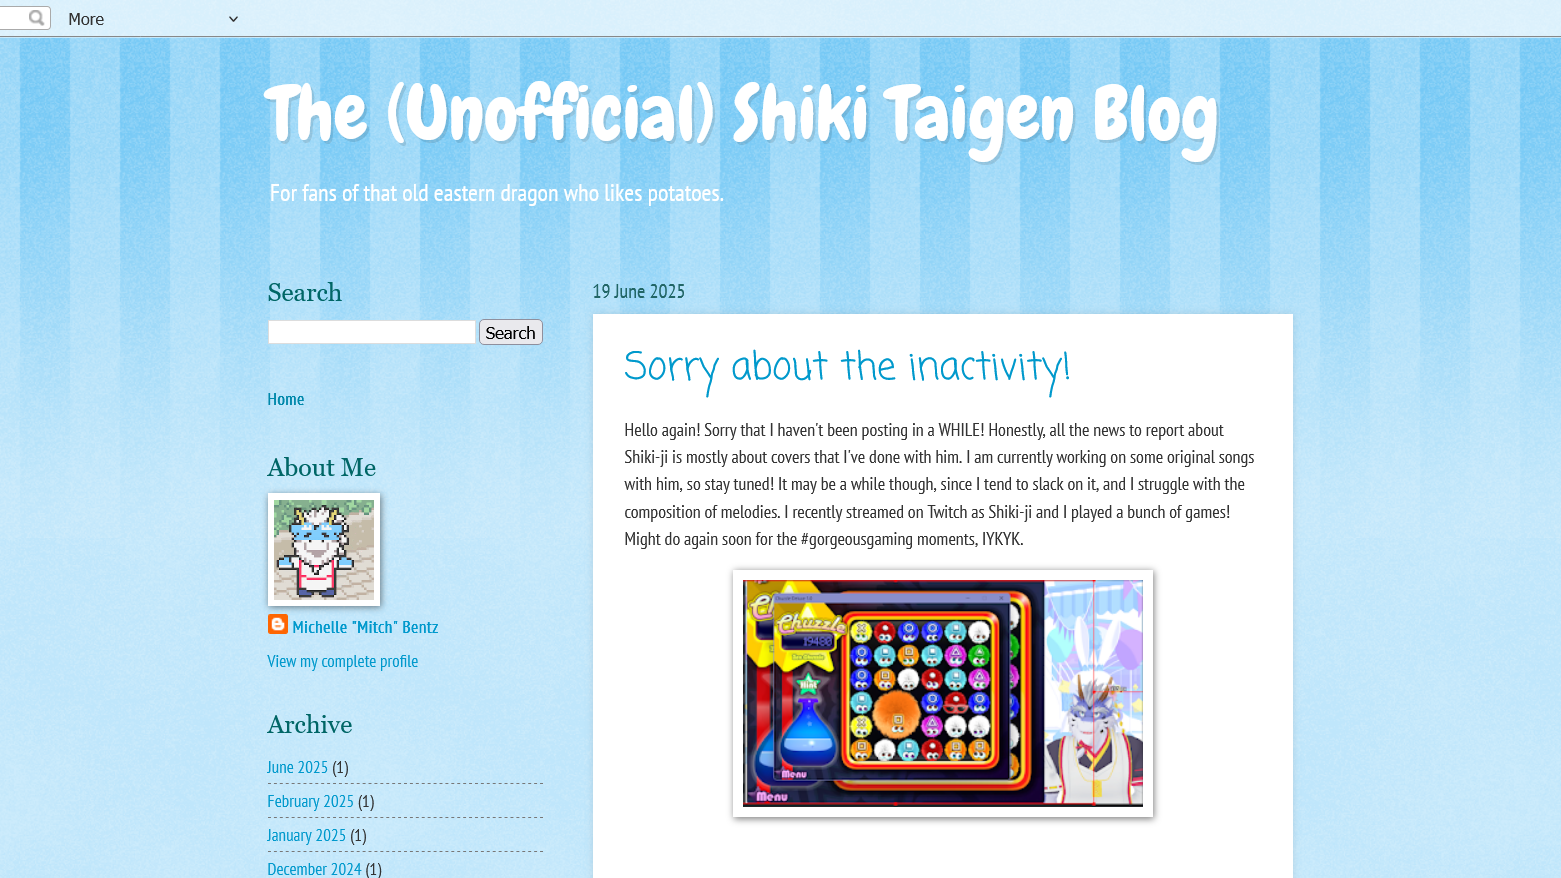 More
The (Unofficial) Shiki Taigen Blog
For fans of that old eastern dragon who likes potatoes.
Search
Search
Home
About Me
Michelle "Mitch" Bentz
View my complete profile
Archive
June 2025 (1)
February 2025 (1)
January 2025 (1)
December 2024 (1)
19 June 2025
Sorry about the inactivity!
Hello again! Sorry that I haven't been posting in a WHILE! Honestly, all the news to report about
Shiki-ji is mostly about covers that I've done with him. I am currently working on some original songs
with him, so stay tuned! It may be a while though, since I tend to slack on it, and I struggle with the
composition of melodies. I recently streamed on Twitch as Shiki-ji and I played a bunch of games!
Might do again soon for the #gorgeousgaming moments, IYKYK.
Chuzzle
Hint
Menu
Menu